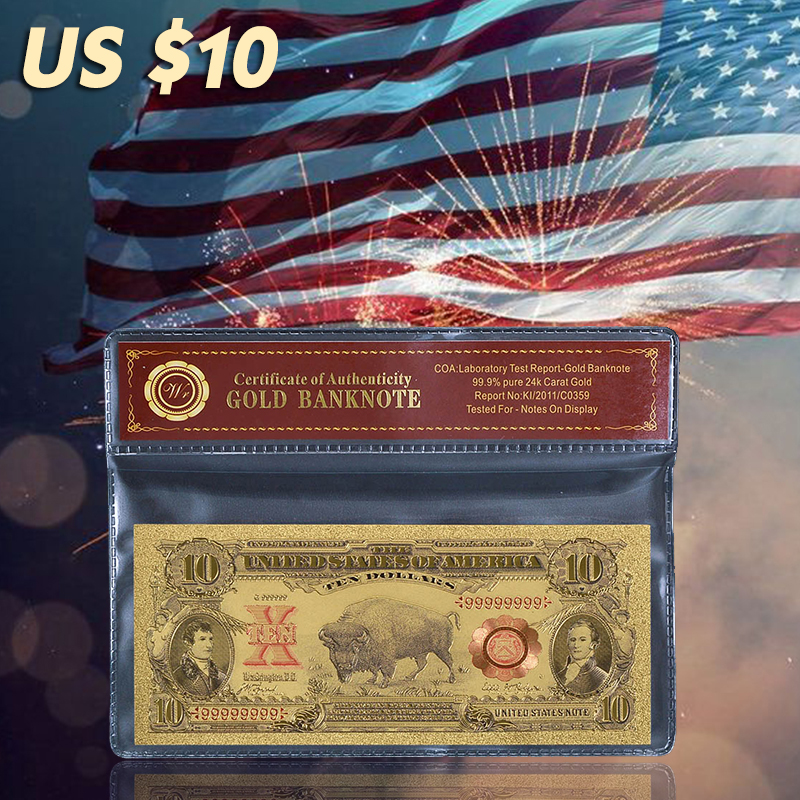 US $10
Certificate of Authenticity
GOLD BANKNOTE
COA:Laboratory Test Report-Gold Banknote
99.9% pure 24k Carat Gold
Report No:KI/2011/C0359
Tested For - Notes On Display
10
THE
UNITED STATES OF AMERICA
10
TEN DOLLARS
99999999
X
TEN
Washington, D.C.
10
99999999
UNITED STATES NOTE
10